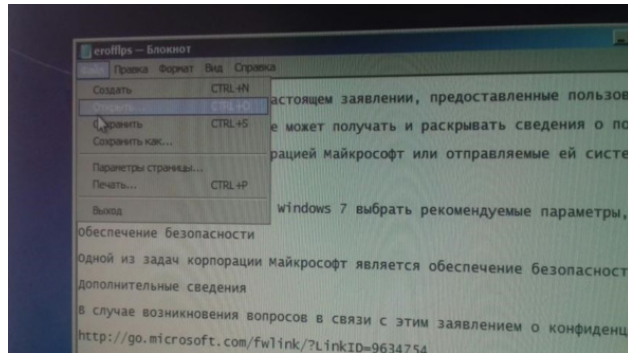 erofflps — Блокнот
Файл Правка Формат Вид Справка
Создать CTRL+N
Открыть... CTRL+O
Сохранить CTRL+S
Сохранить как...
Параметры страницы...
Печать... CTRL+P
Выход
астоящем заявлении, предоставленные пользов
е может получать и раскрывать сведения о по
рацией Майкрософт или отправляемые ей систе
Windows 7 выбрать рекомендуемые параметры,
обеспечение безопасности
одной из задач корпорации Майкрософт является обеспечение безопасност
дополнительные сведения
в случае возникновения вопросов в связи с этим заявлением о конфиденц
http://go.microsoft.com/fwlink/?LinkID=9634754